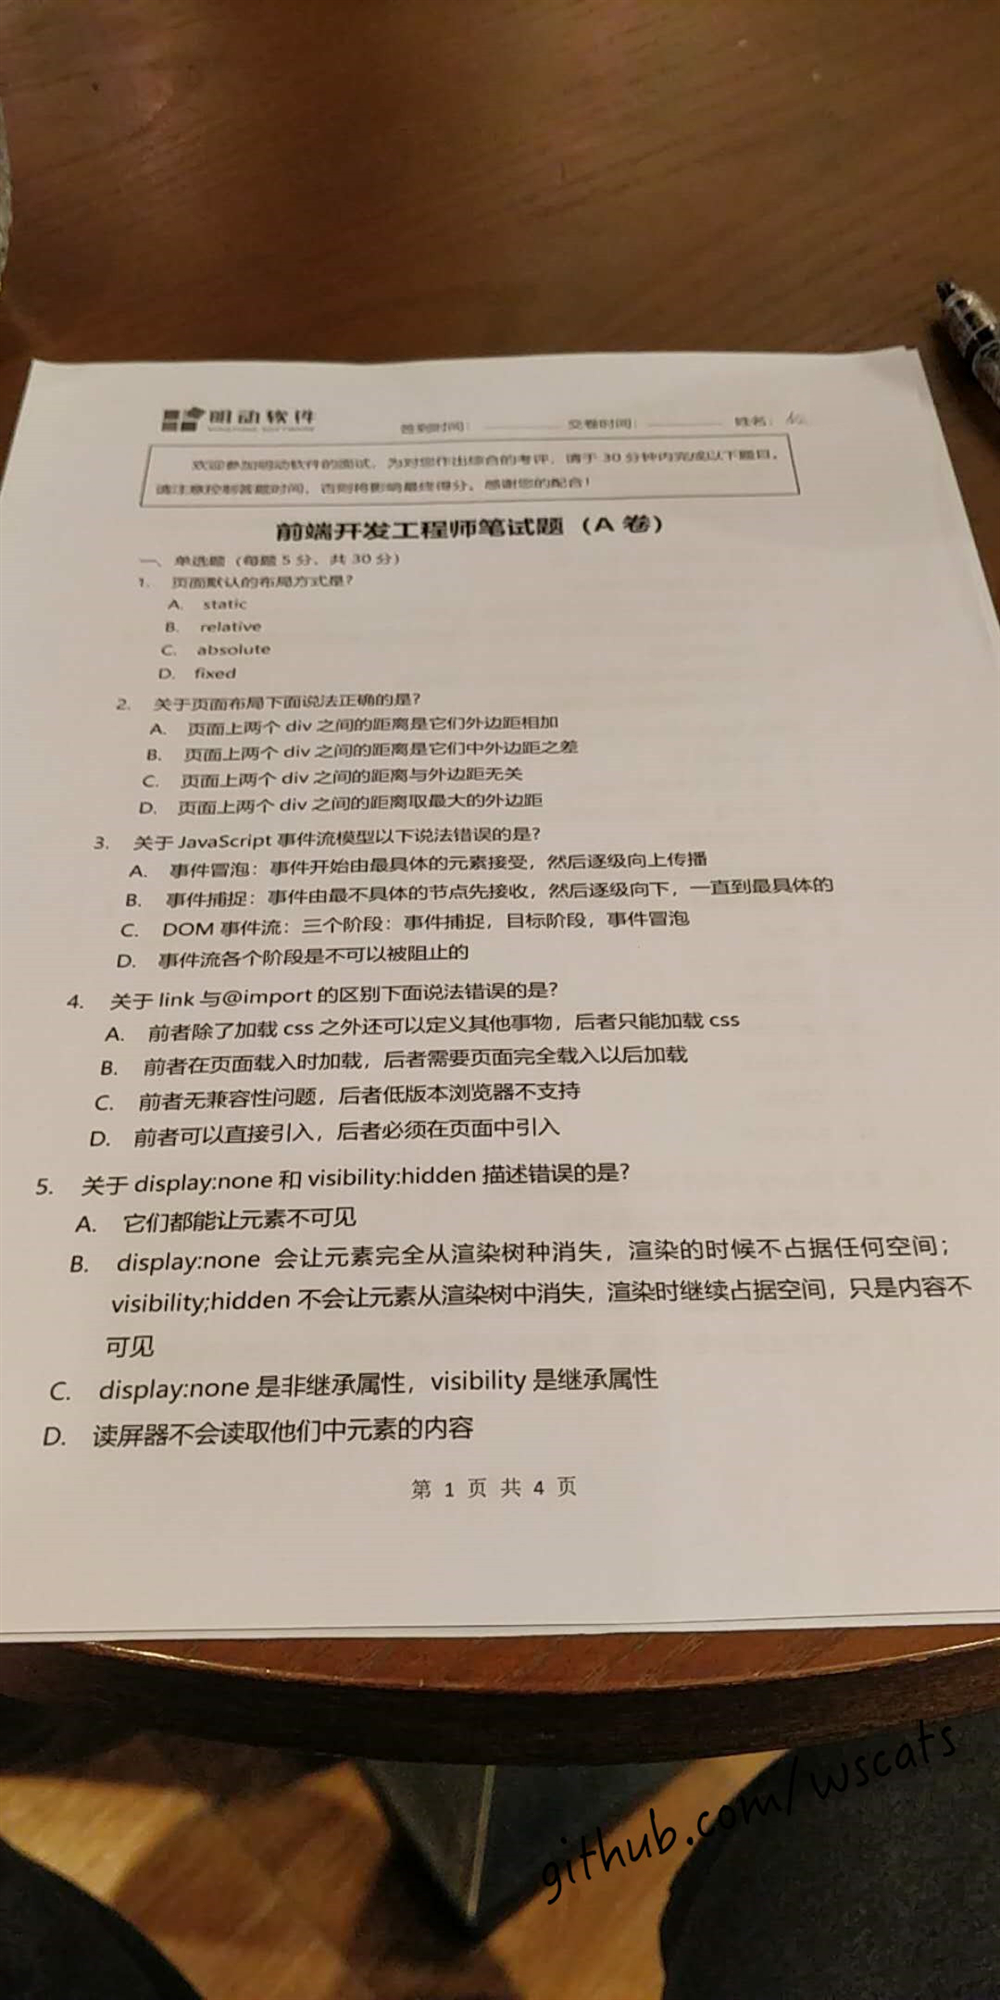 明动软件
签到时间： 交卷时间： 姓名：
欢迎参加明动软件的面试，为对您作出综合的考评，请于 30 分钟内完成以下题目。
请注意控制答题时间，否则将影响最终得分。感谢您的配合！
前端开发工程师笔试题（A 卷）
一、 单选题（每题 5 分、共 30 分）
1. 页面默认的布局方式是？
A. static
B. relative
C. absolute
D. fixed
2. 关于页面布局下面说法正确的是？
A. 页面上两个 div 之间的距离是它们外边距相加
B. 页面上两个 div 之间的距离是它们中外边距之差
C. 页面上两个 div 之间的距离与外边距无关
D. 页面上两个 div 之间的距离取最大的外边距
3. 关于 JavaScript 事件流模型以下说法错误的是？
A. 事件冒泡：事件开始由最具体的元素接受，然后逐级向上传播
B. 事件捕捉：事件由最不具体的节点先接收，然后逐级向下，一直到最具体的
C. DOM 事件流：三个阶段：事件捕捉，目标阶段，事件冒泡
D. 事件流各个阶段是不可以被阻止的
4. 关于 link 与@import 的区别下面说法错误的是？
A. 前者除了加载 css 之外还可以定义其他事物，后者只能加载 css
B. 前者在页面载入时加载，后者需要页面完全载入以后加载
C. 前者无兼容性问题，后者低版本浏览器不支持
D. 前者可以直接引入，后者必须在页面中引入
5. 关于 display:none 和 visibility:hidden 描述错误的是？
A. 它们都能让元素不可见
B. display:none 会让元素完全从渲染树种消失，渲染的时候不占据任何空间；
visibility;hidden 不会让元素从渲染树中消失，渲染时继续占据空间，只是内容不
可见
C. display:none 是非继承属性，visibility 是继承属性
D. 读屏器不会读取他们中元素的内容
第 1 页 共 4 页
github.com/wscats